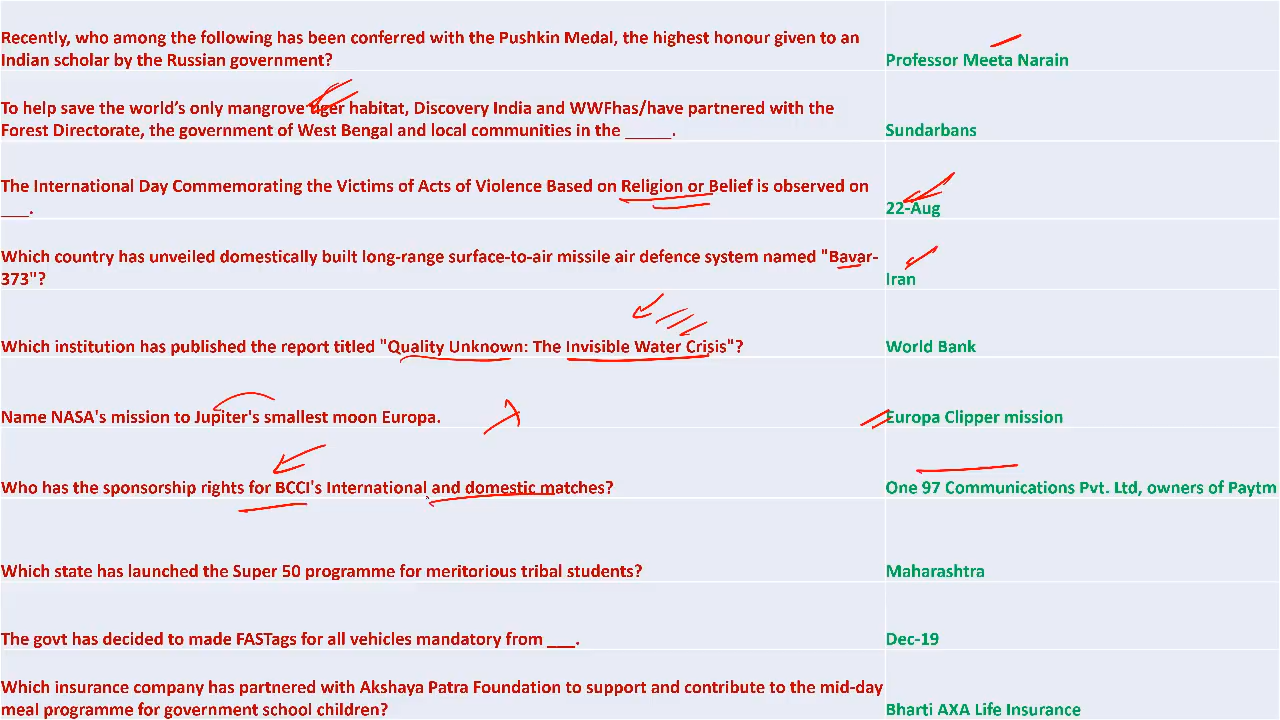 Recently, who among the following has been conferred with the Pushkin Medal, the highest honour given to an
Indian scholar by the Russian government?
Professor Meeta Narain
To help save the world's only mangrove tiger habitat, Discovery India and WWFhas/have partnered with the
Forest Directorate, the government of West Bengal and local communities in the _____.
Sundarbans
The International Day Commemorating the Victims of Acts of Violence Based on Religion or Belief is observed on
___.
22-Aug
Which country has unveiled domestically built long-range surface-to-air missile air defence system named "Bavar-
373"?
Iran
Which institution has published the report titled "Quality Unknown: The Invisible Water Crisis"?
World Bank
Name NASA's mission to Jupiter's smallest moon Europa.
Europa Clipper mission
Who has the sponsorship rights for BCCI's International and domestic matches?
One 97 Communications Pvt. Ltd, owners of Paytm
Which state has launched the Super 50 programme for meritorious tribal students?
Maharashtra
The govt has decided to made FASTags for all vehicles mandatory from ___.
Dec-19
Which insurance company has partnered with Akshaya Patra Foundation to support and contribute to the mid-day
meal programme for government school children?
Bharti AXA Life Insurance